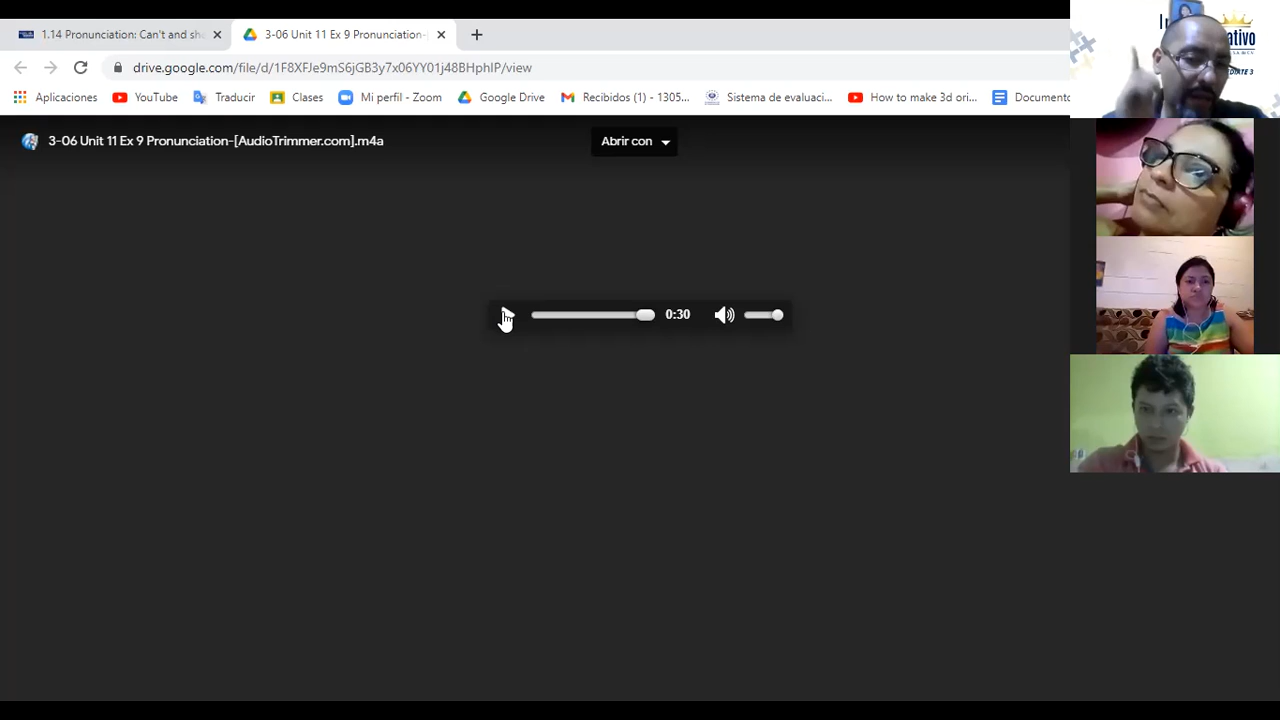 1.14 Pronunciation: Can't and sho
3-06 Unit 11 Ex 9 Pronunciation-[
drive.google.com/file/d/1F8XFJe9mS6jGB3y7x06YY01j48BHphIP/view
Aplicaciones YouTube Traducir Clases Mi perfil - Zoom Google Drive Recibidos (1) - 1305... Sistema de evaluaci... How to make 3d ori... Documento
3-06 Unit 11 Ex 9 Pronunciation-[AudioTrimmer.com].m4a
Abrir con
0:30